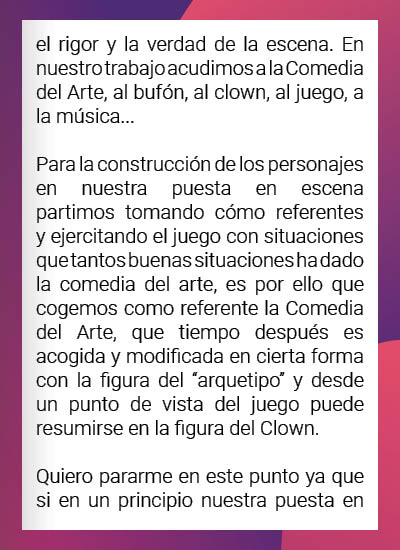 el rigor y la verdad de la escena. En
nuestro trabajo acudimos a la Comedia
del Arte, al bufón, al clown, al juego, a
la música...
Para la construcción de los personajes
en nuestra puesta en escena
partimos tomando cómo referentes
y ejercitando el juego con situaciones
que tantos buenas situaciones ha dado
la comedia del arte, es por ello que
cogemos como referente la Comedia
del Arte, que tiempo después es
acogida y modificada en cierta forma
con la figura del “arquetipo” y desde
un punto de vista del juego puede
resumirse en la figura del Clown.
Quiero pararme en este punto ya que
si en un principio nuestra puesta en